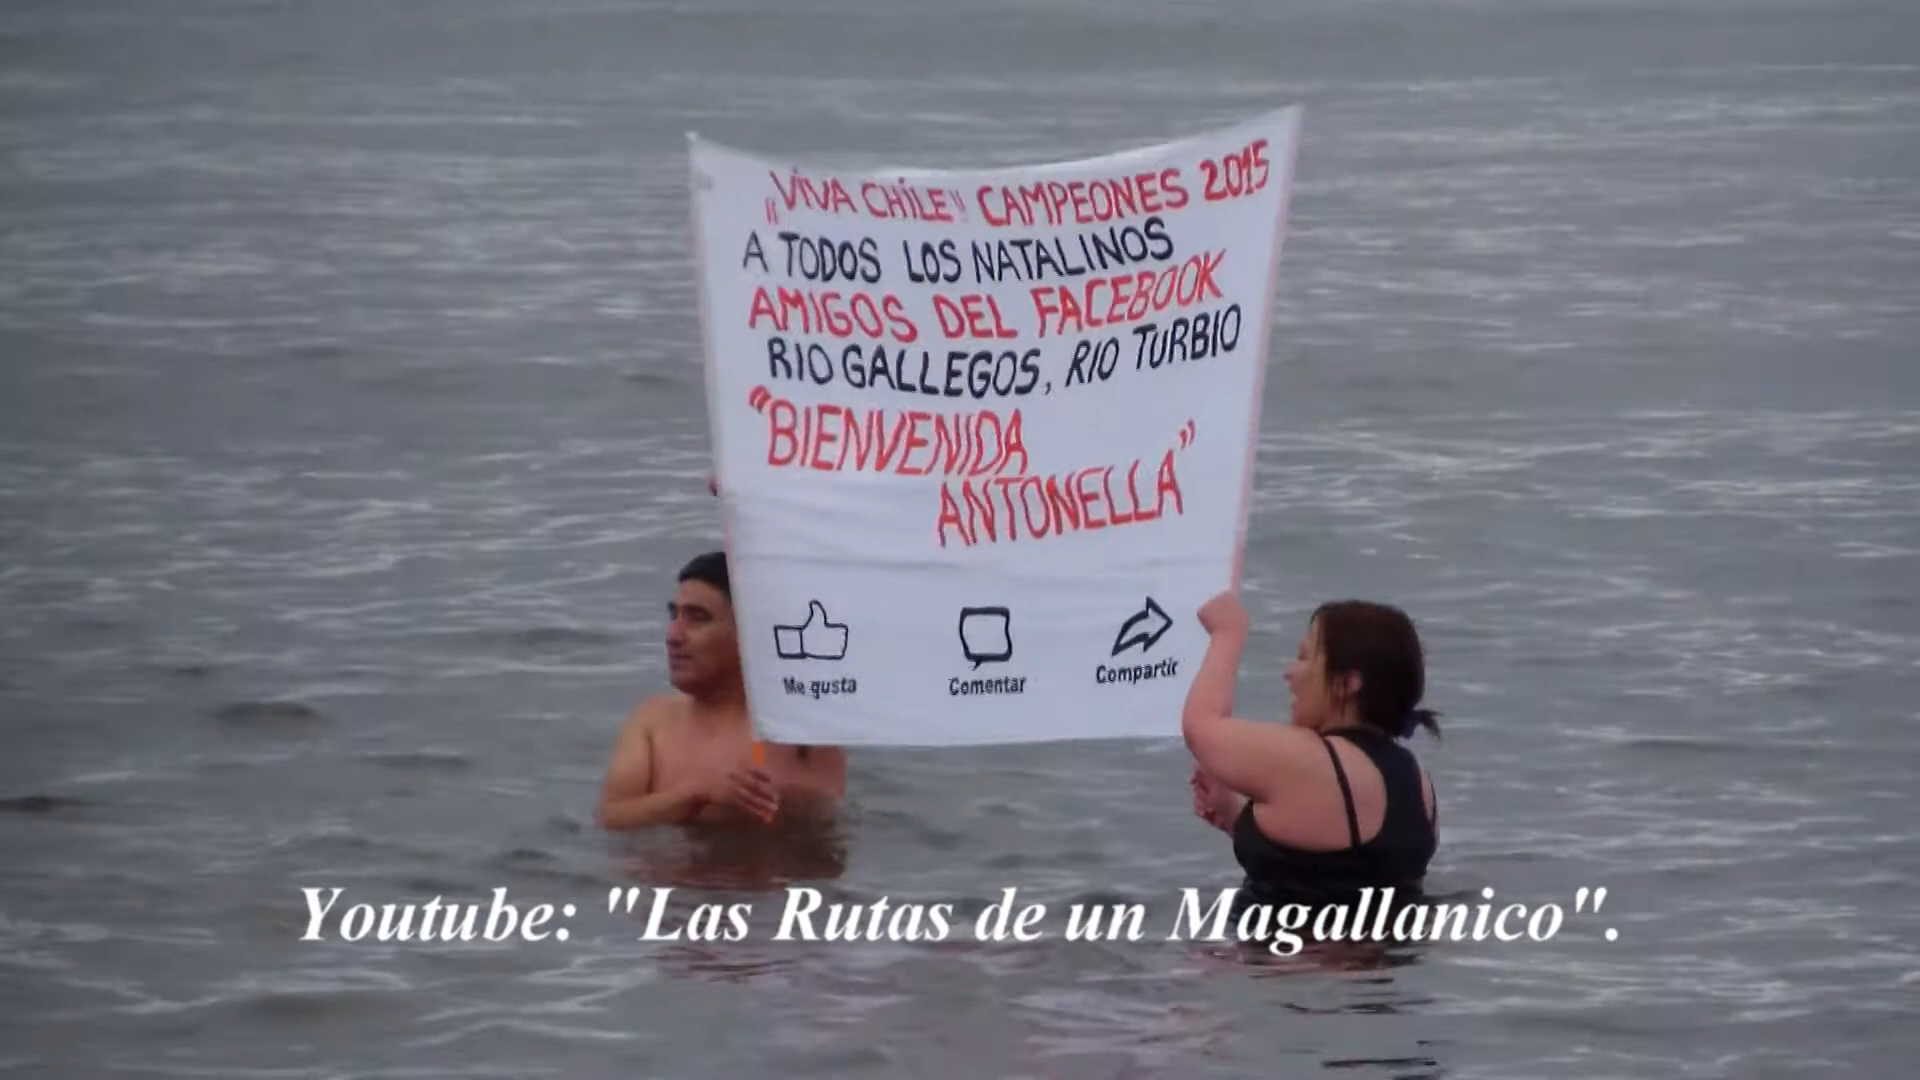 "VIVA CHILE" CAMPEONES 2015
A TODOS LOS NATALINOS
AMIGOS DEL FACEBOOK
RIO GALLEGOS, RIO TURBIO
"BIENVENIDA
ANTONELLA"
Me gusta Comentar Compartir
Youtube: "Las Rutas de un Magallanico".